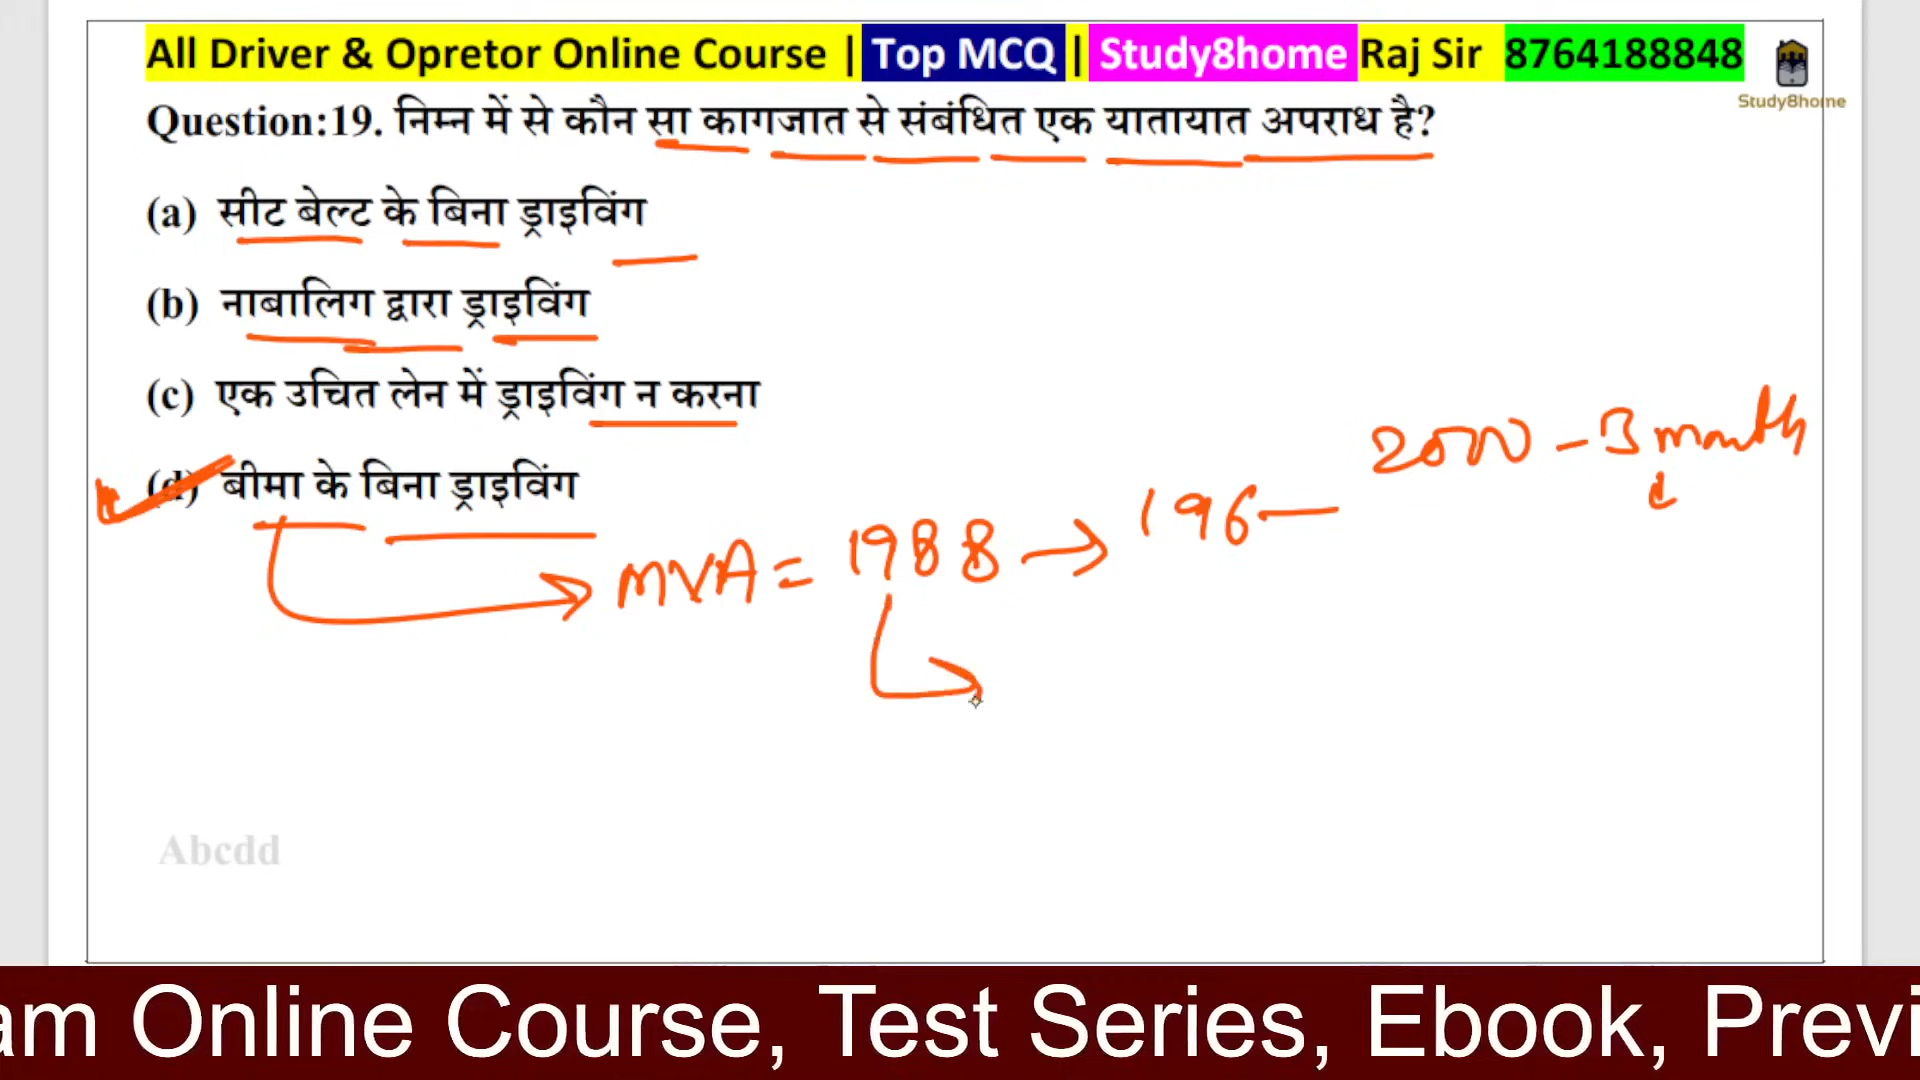 All Driver & Opretor Online Course | Top MCQ | Study8home Raj Sir 8764188848
Study8home
Question:19. निम्न में से कौन सा कागजात से संबंधित एक यातायात अपराध है?
(a) सीट बेल्ट के बिना ड्राइविंग
(b) नाबालिग द्वारा ड्राइविंग
(c) एक उचित लेन में ड्राइविंग न करना
(d) बीमा के बिना ड्राइविंग
MVA = 1988 → 196 — 2000 – 3 month
Abcdd
am Online Course, Test Series, Ebook, Previ